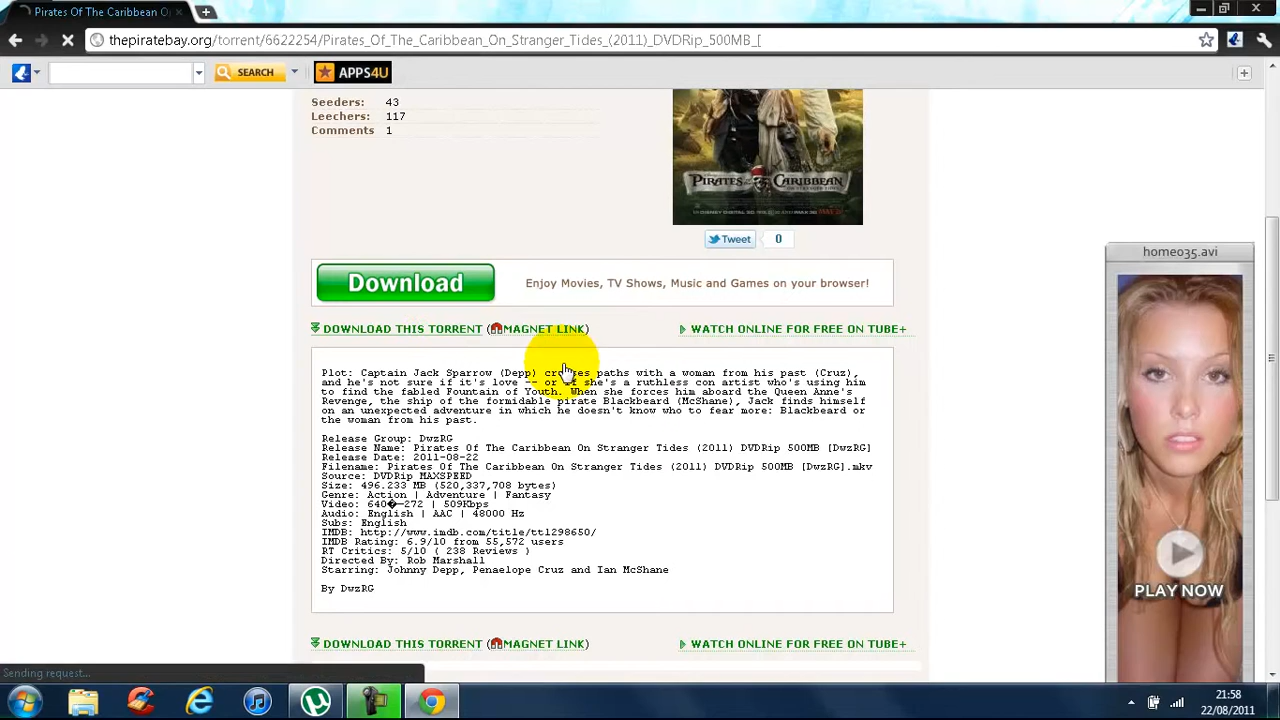 Pirates Of The Caribbean On
thepiratebay.org/torrent/6622254/Pirates_Of_The_Caribbean_On_Stranger_Tides_(2011)_DVDRip_500MB_[
SEARCH
APPS4U
Seeders: 43
Leechers: 117
Comments 1
PIRATES OF THE CARIBBEAN
Tweet 0
Download
Enjoy Movies, TV Shows, Music and Games on your browser!
DOWNLOAD THIS TORRENT (MAGNET LINK)
WATCH ONLINE FOR FREE ON TUBE+
Plot: Captain Jack Sparrow (Depp) crosses paths with a woman from his past (Cruz),
and he's not sure if it's love -- or if she's a ruthless con artist who's using him
to find the fabled Fountain of Youth. When she forces him aboard the Queen Anne's
Revenge, the ship of the formidable pirate Blackbeard (McShane), Jack finds himself
on an unexpected adventure in which he doesn't know who to fear more: Blackbeard or
the woman from his past.
Release Group: DwzRG
Release Name: Pirates Of The Caribbean On Stranger Tides (2011) DVDRip 500MB [DwzRG]
Release Date: 2011-08-22
Filename: Pirates Of The Caribbean On Stranger Tides (2011) DVDRip 500MB [DwzRG].mkv
Source: DVDRip MAXSPEED
Size: 496.233 MB (520,337,708 bytes)
Genre: Action | Adventure | Fantasy
Video: 640�—272 | 509Kbps
Audio: English | AAC | 48000 Hz
Subs: English
IMDB: http://www.imdb.com/title/tt1298650/
IMDB Rating: 6.9/10 from 55,572 users
RT Critics: 5/10 ( 238 Reviews )
Directed By: Rob Marshall
Starring: Johnny Depp, Penaelope Cruz and Ian McShane
By DwzRG
DOWNLOAD THIS TORRENT (MAGNET LINK)
WATCH ONLINE FOR FREE ON TUBE+
homeo35.avi
PLAY NOW
Sending request...
21:58
22/08/2011